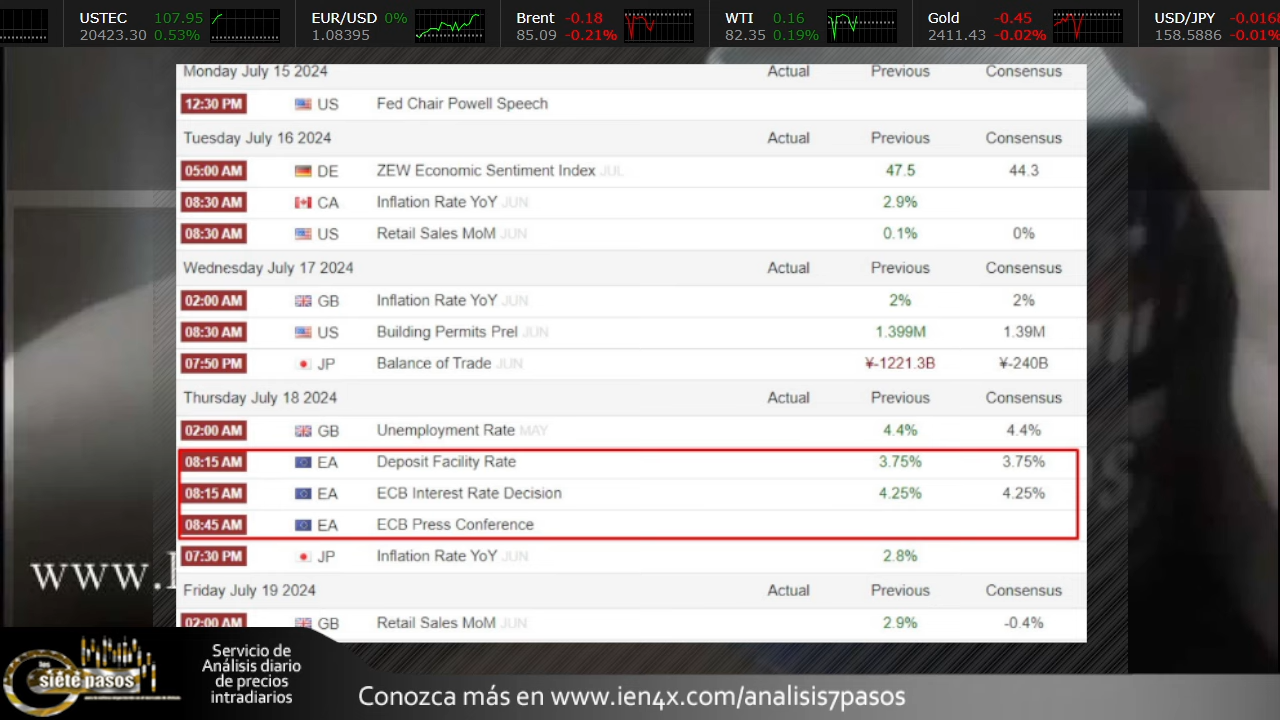 USTEC 107.95 EUR/USD 0% Brent -0.18 WTI 0.16 Gold -0.45 USD/JPY -0.0168
20423.30 0.53% 1.08395 85.09 -0.21% 82.35 0.19% 2411.43 -0.02% 158.5886 -0.01%
Monday July 15 2024 Actual Previous Consensus
12:30 PM US Fed Chair Powell Speech
Tuesday July 16 2024 Actual Previous Consensus
05:00 AM DE ZEW Economic Sentiment Index JUL 47.5 44.3
08:30 AM CA Inflation Rate YoY JUN 2.9%
08:30 AM US Retail Sales MoM JUN 0.1% 0%
Wednesday July 17 2024 Actual Previous Consensus
02:00 AM GB Inflation Rate YoY JUN 2% 2%
08:30 AM US Building Permits Prel JUN 1.399M 1.39M
07:50 PM JP Balance of Trade JUN ¥-1221.3B ¥-240B
Thursday July 18 2024 Actual Previous Consensus
02:00 AM GB Unemployment Rate MAY 4.4% 4.4%
08:15 AM EA Deposit Facility Rate 3.75% 3.75%
08:15 AM EA ECB Interest Rate Decision 4.25% 4.25%
08:45 AM EA ECB Press Conference
07:30 PM JP Inflation Rate YoY JUN 2.8%
Friday July 19 2024 Actual Previous Consensus
02:00 AM GB Retail Sales MoM JUN 2.9% -0.4%
www.
los
siete pasos
Servicio de
Análisis diario
de precios
intradiarios
Conozca más en www.ien4x.com/analisis7pasos